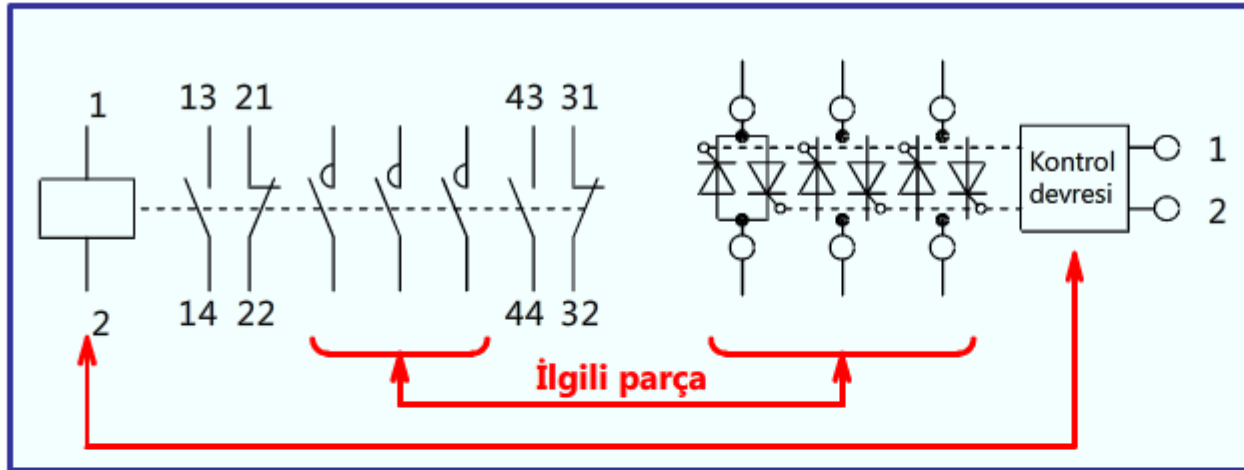 1
13 21
43 31
Kontrol
devresi
1
2
2
14 22
44 32
İlgili parça